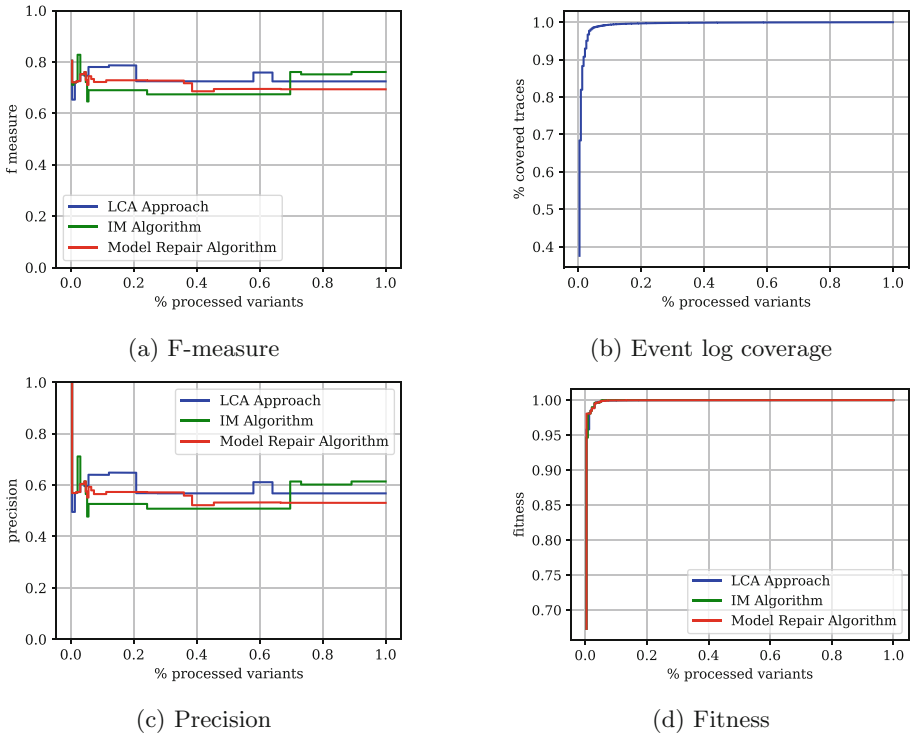 f measure
1.0
0.8
0.6
0.4
0.2
0.0
LCA Approach
IM Algorithm
Model Repair Algorithm
0.0 0.2 0.4 0.6 0.8 1.0
% processed variants
(a) F-measure
% covered traces
1.0
0.9
0.8
0.7
0.6
0.5
0.4
0.0 0.2 0.4 0.6 0.8 1.0
% processed variants
(b) Event log coverage
precision
1.0
0.8
0.6
0.4
0.2
0.0
LCA Approach
IM Algorithm
Model Repair Algorithm
0.0 0.2 0.4 0.6 0.8 1.0
% processed variants
(c) Precision
fitness
1.00
0.95
0.90
0.85
0.80
0.75
0.70
LCA Approach
IM Algorithm
Model Repair Algorithm
0.0 0.2 0.4 0.6 0.8 1.0
% processed variants
(d) Fitness